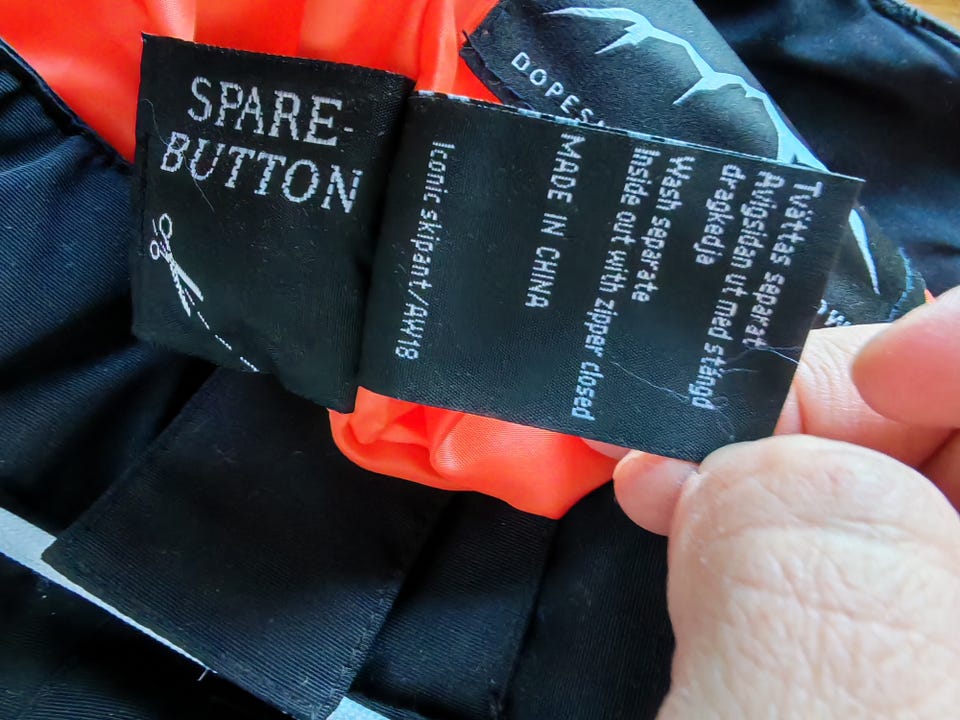 SPARE-
BUTTON
Tvättas separat
Avigsidan ut med stängd
dragkedja
Wash separate
Inside out with zipper closed
MADE IN CHINA
Iconic skipant/AW18